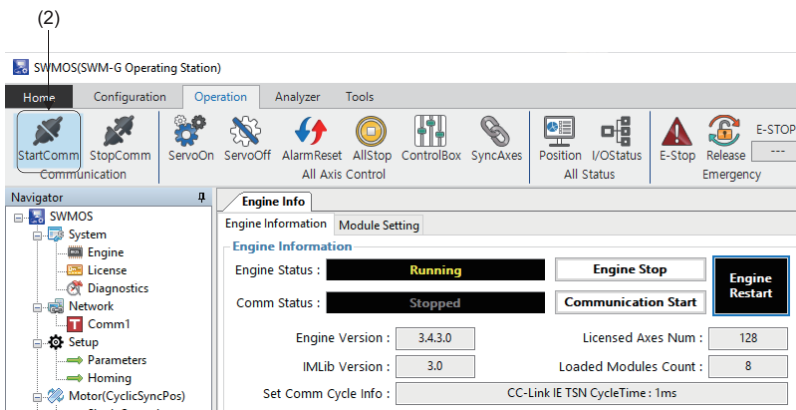 (2)
SWMOS(SWM-G Operating Station)
Home Configuration Operation Analyzer Tools
StartComm StopComm ServoOn ServoOff AlarmReset AllStop ControlBox SyncAxes Position I/OStatus E-Stop Release E-STOP ---
Communication All Axis Control All Status Emergency
Navigator
SWMOS
System
Engine
License
Diagnostics
Network
Comm1
Setup
Parameters
Homing
Motor(CyclicSyncPos)
Engine Info
Engine Information Module Setting
Engine Information
Engine Status : Running Engine Stop Engine Restart
Comm Status : Stopped Communication Start
Engine Version : 3.4.3.0 Licensed Axes Num : 128
IMLib Version : 3.0 Loaded Modules Count : 8
Set Comm Cycle Info : CC-Link IE TSN CycleTime : 1ms